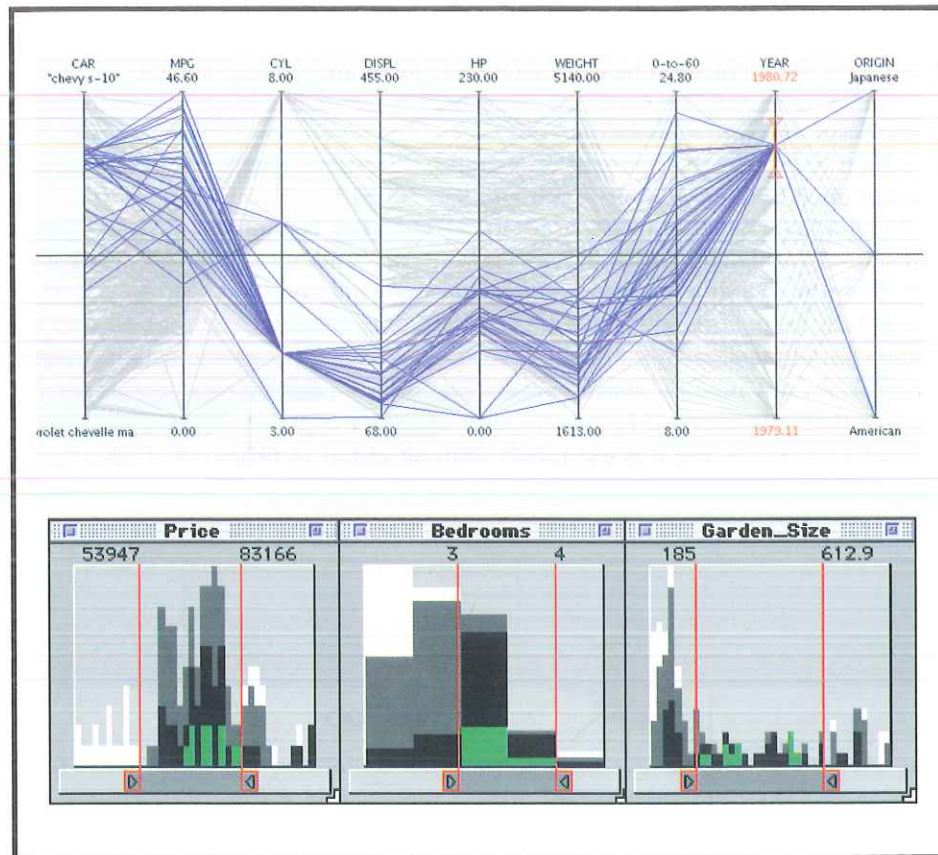 CAR MPG CYL DISPL HP WEIGHT 0-to-60 YEAR ORIGIN
"chevy s-10" 46.60 8.00 455.00 230.00 5140.00 24.80 1980.72 Japanese
vrolet chevelle ma 0.00 3.00 68.00 0.00 1613.00 8.00 1979.11 American
Price Bedrooms Garden_Size
53947 83166 3 4 185 612.9